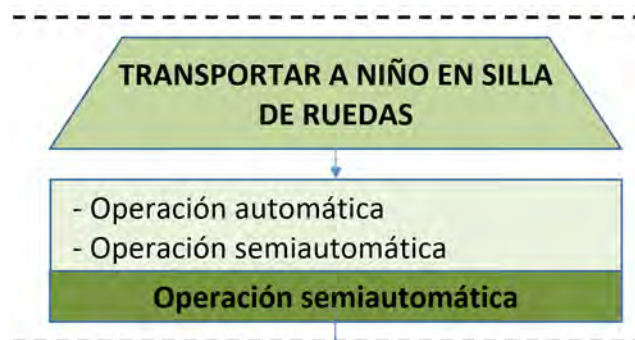 TRANSPORTAR A NIÑO EN SILLA
DE RUEDAS
- Operación automática
- Operación semiautomática
Operación semiautomática